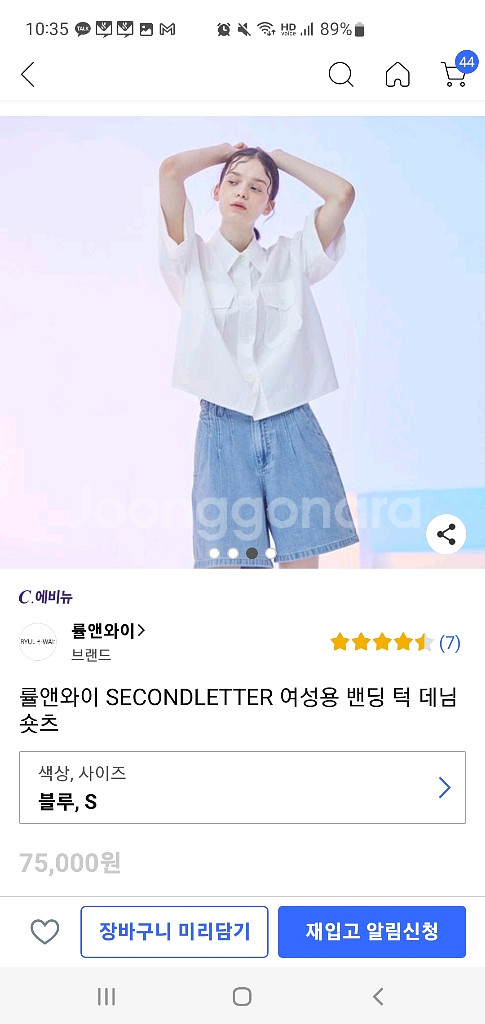 10:35
TALK
HD
voice
89%
44
Joonggonara
C.에비뉴
률앤와이
브랜드
(7)
률앤와이 SECONDLETTER 여성용 밴딩 턱 데님
숏츠
색상, 사이즈
블루, S
75,000원
장바구니 미리담기
재입고 알림신청